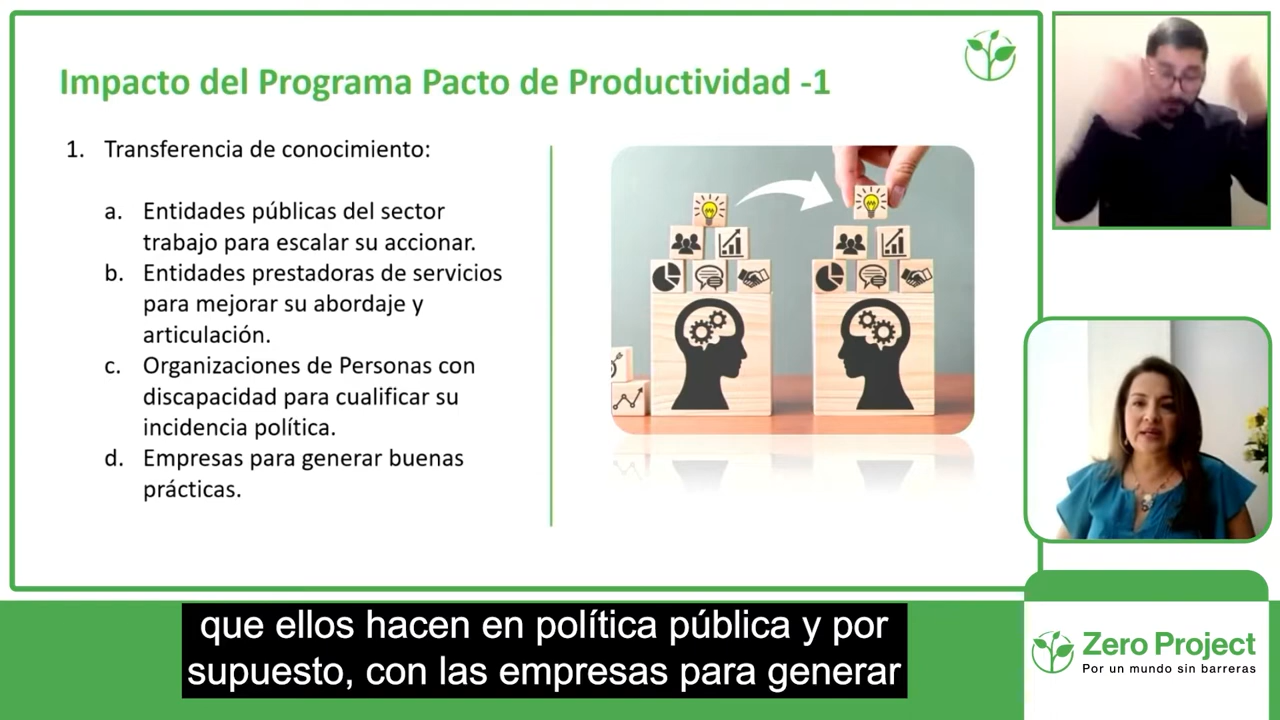 Impacto del Programa Pacto de Productividad -1
1. Transferencia de conocimiento:
a. Entidades públicas del sector
trabajo para escalar su accionar.
b. Entidades prestadoras de servicios
para mejorar su abordaje y
articulación.
c. Organizaciones de Personas con
discapacidad para cualificar su
incidencia política.
d. Empresas para generar buenas
prácticas.
que ellos hacen en política pública y por
supuesto, con las empresas para generar
Zero Project
Por un mundo sin barreras